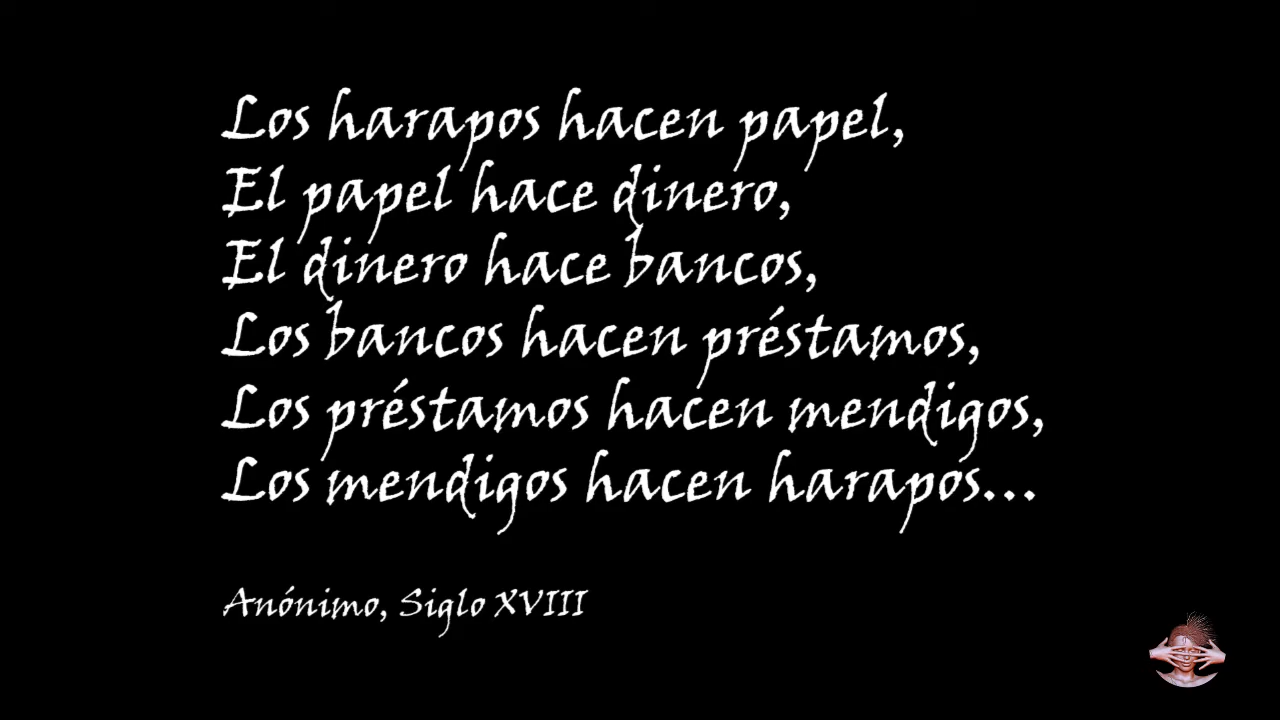 Los harapos hacen papel,
El papel hace dinero,
El dinero hace bancos,
Los bancos hacen préstamos,
Los préstamos hacen mendigos,
Los mendigos hacen harapos...
Anónimo, Siglo XVIII